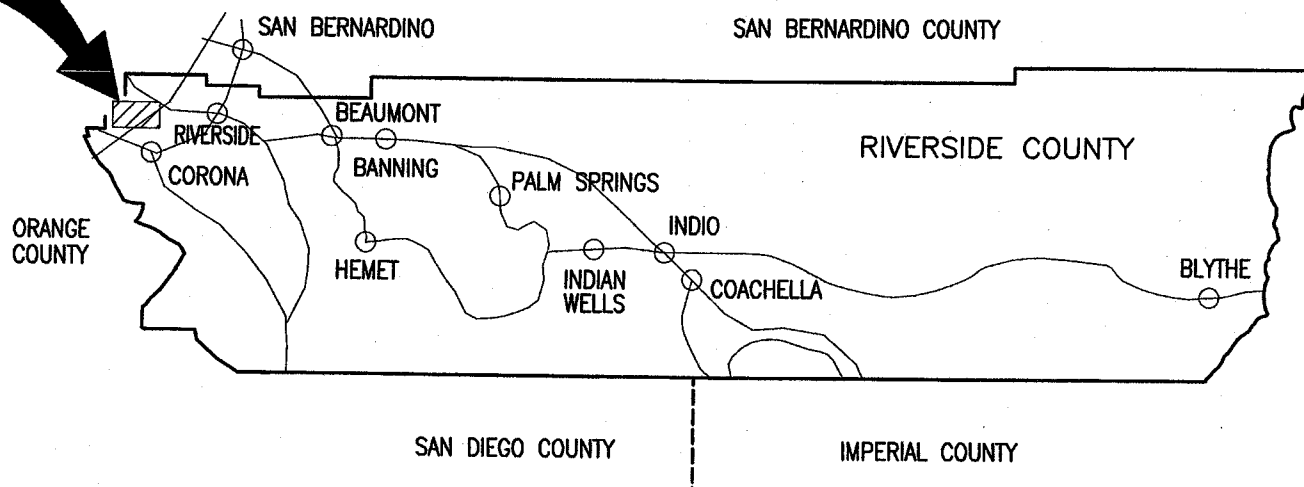 SAN BERNARDINO
SAN BERNARDINO COUNTY
BEAUMONT
RIVERSIDE
RIVERSIDE COUNTY
CORONA
BANNING
PALM SPRINGS
ORANGE
COUNTY
INDIO
HEMET
INDIAN
WELLS
COACHELLA
BLYTHE
SAN DIEGO COUNTY
IMPERIAL COUNTY